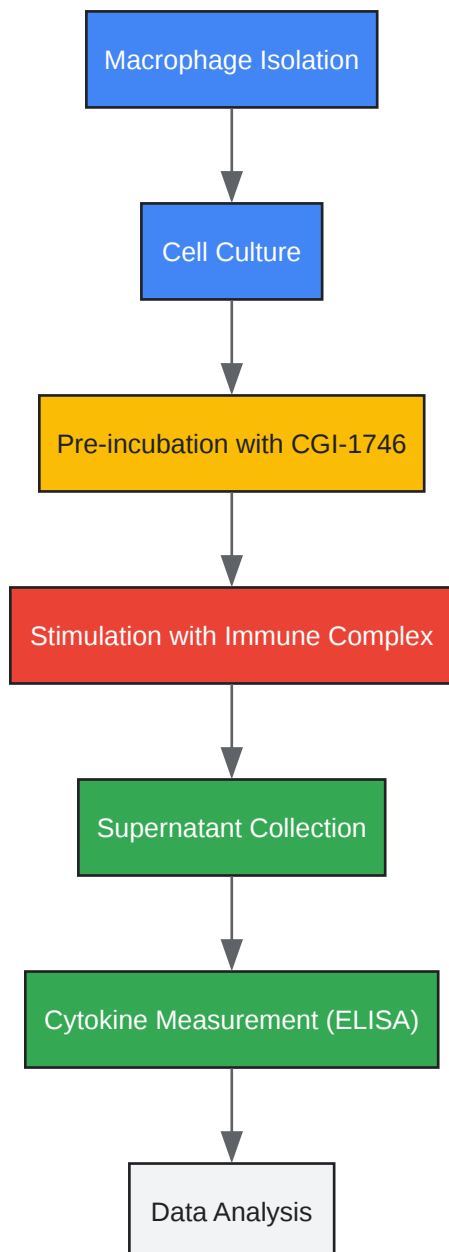 Macrophage Isolation
Cell Culture
Pre-incubation with CGI-1746
Stimulation with Immune Complex
Supernatant Collection
Cytokine Measurement (ELISA)
Data Analysis